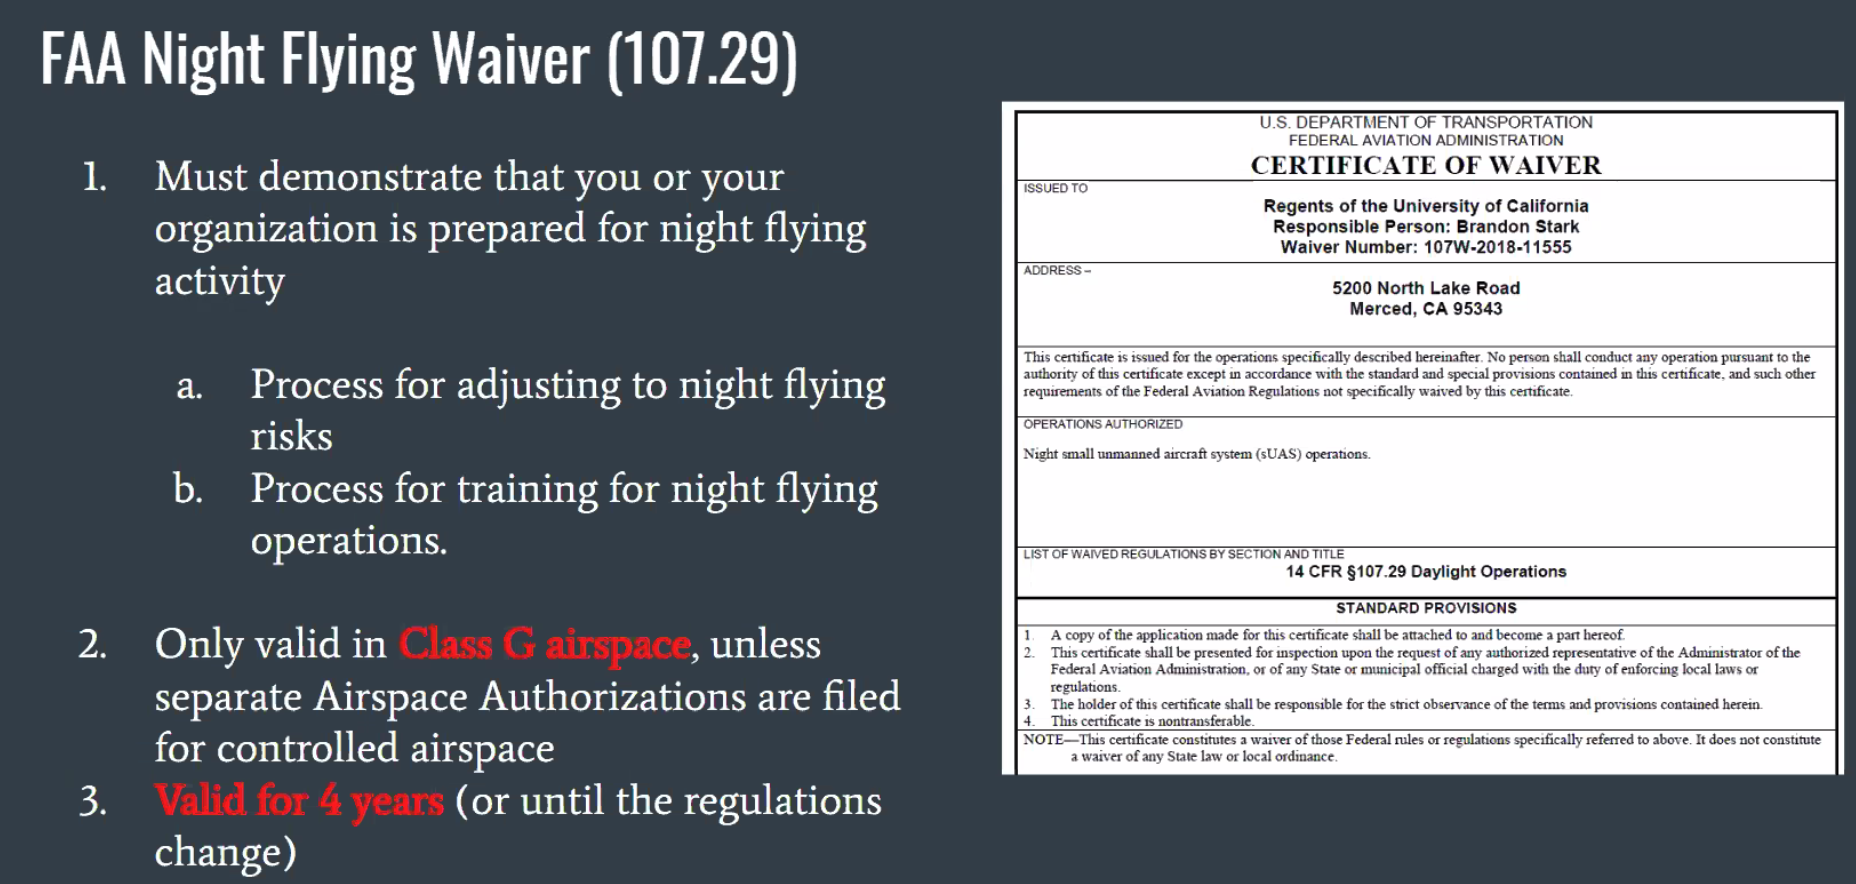 FAA Night Flying Waiver (107.29)
1. Must demonstrate that you or your
organization is prepared for night flying
activity
a. Process for adjusting to night flying
risks
b. Process for training for night flying
operations.
2. Only valid in Class G airspace, unless
separate Airspace Authorizations are filed
for controlled airspace
3. Valid for 4 years (or until the regulations
change)
U.S. DEPARTMENT OF TRANSPORTATION
FEDERAL AVIATION ADMINISTRATION
CERTIFICATE OF WAIVER
ISSUED TO
Regents of the University of California
Responsible Person: Brandon Stark
Waiver Number: 107W-2018-11555
ADDRESS –
5200 North Lake Road
Merced, CA 95343
This certificate is issued for the operations specifically described hereinafter. No person shall conduct any operation pursuant to the
authority of this certificate except in accordance with the standard and special provisions contained in this certificate, and such other
requirements of the Federal Aviation Regulations not specifically waived by this certificate.
OPERATIONS AUTHORIZED
Night small unmanned aircraft system (sUAS) operations.
LIST OF WAIVED REGULATIONS BY SECTION AND TITLE
14 CFR §107.29 Daylight Operations
STANDARD PROVISIONS
1. A copy of the application made for this certificate shall be attached to and become a part hereof.
2. This certificate shall be presented for inspection upon the request of any authorized representative of the Administrator of the
Federal Aviation Administration, or of any State or municipal official charged with the duty of enforcing local laws or
regulations.
3. The holder of this certificate shall be responsible for the strict observance of the terms and provisions contained herein.
4. This certificate is nontransferable.
NOTE—This certificate constitutes a waiver of those Federal rules or regulations specifically referred to above. It does not constitute
a waiver of any State law or local ordinance.